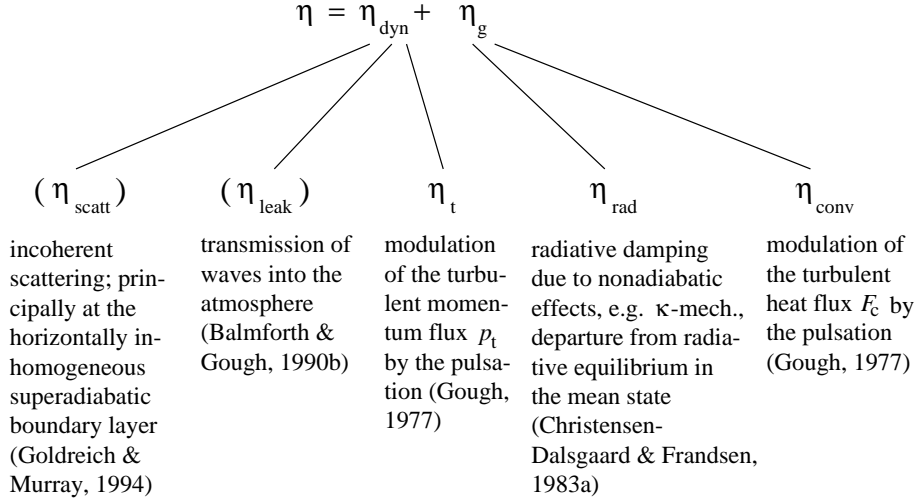 η = η_dyn + η_g
(η_scatt)
incoherent
scattering; prin-
cipally at the
horizontally in-
homogeneous
superadiabatic
boundary layer
(Goldreich &
Murray, 1994)
(η_leak)
transmission of
waves into the
atmosphere
(Balmforth &
Gough, 1990b)
η_t
modulation
of the turbu-
lent momen-
tum flux p_t
by the pulsa-
tion (Gough,
1977)
η_rad
radiative damping
due to nonadiabatic
effects, e.g. κ-mech.,
departure from radia-
tive equilibrium in
the mean state
(Christensen-
Dalsgaard & Frandsen,
1983a)
η_conv
modulation of
the turbulent
heat flux F_c by
the pulsation
(Gough, 1977)